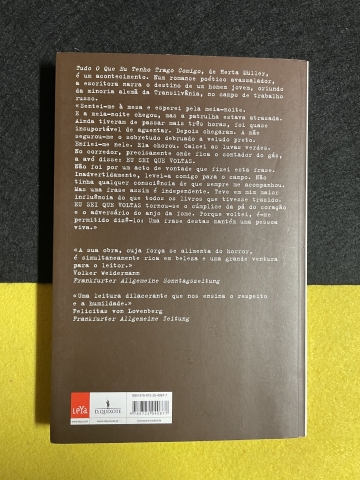 Tudo O Que Eu Tenho Trago Comigo, de Herta Müller,
é um acontecimento. Num romance poético avassalador,
a escritora narra o destino de um homem jovem, oriundo
da minoria alemã da Transilvânia, no campo de trabalho
russo.
«Sentei-me à mesa e esperei pela meia-noite.
E a meia-noite chegou, mas a patrulha estava atrasada.
Ainda tiveram de passar mais três horas, foi quase
insuportável de aguentar. Depois chegaram. A mãe
segurou-me o sobretudo debruado a veludo preto.
Enfiei-me nele. Ela chorou. Calcei as luvas verdes.
No corredor, precisamente onde fica o contador do gás,
a avó disse: EU SEI QUE VOLTAS.
Não foi por um acto de vontade que fixei esta frase.
Inadvertidamente, levei-a comigo para o campo. Não
tinha qualquer consciência de que sempre me acompanhou.
Mas uma frase assim é independente. Teve em mim maior
influência do que todos os livros que tivesse trazido.
EU SEI QUE VOLTAS tornou-se o cúmplice da pá do coração
e o adversário do anjo da fome. Porque voltei, é-me
permitido dizê-lo: Uma frase destas mantém uma pessoa
viva.»
«A sua obra, cuja força se alimenta do horror,
é simultaneamente rica em beleza e uma grande ventura
para o leitor.»
Volker Weidermann
Frankfurter Allgemeine Sonntagszeitung
«Uma leitura dilacerante que nos ensina o respeito
e a humildade.»
Felicitas von Lovenberg
Frankfurter Allgemeine Zeitung
LeYa
D. QUIXOTE